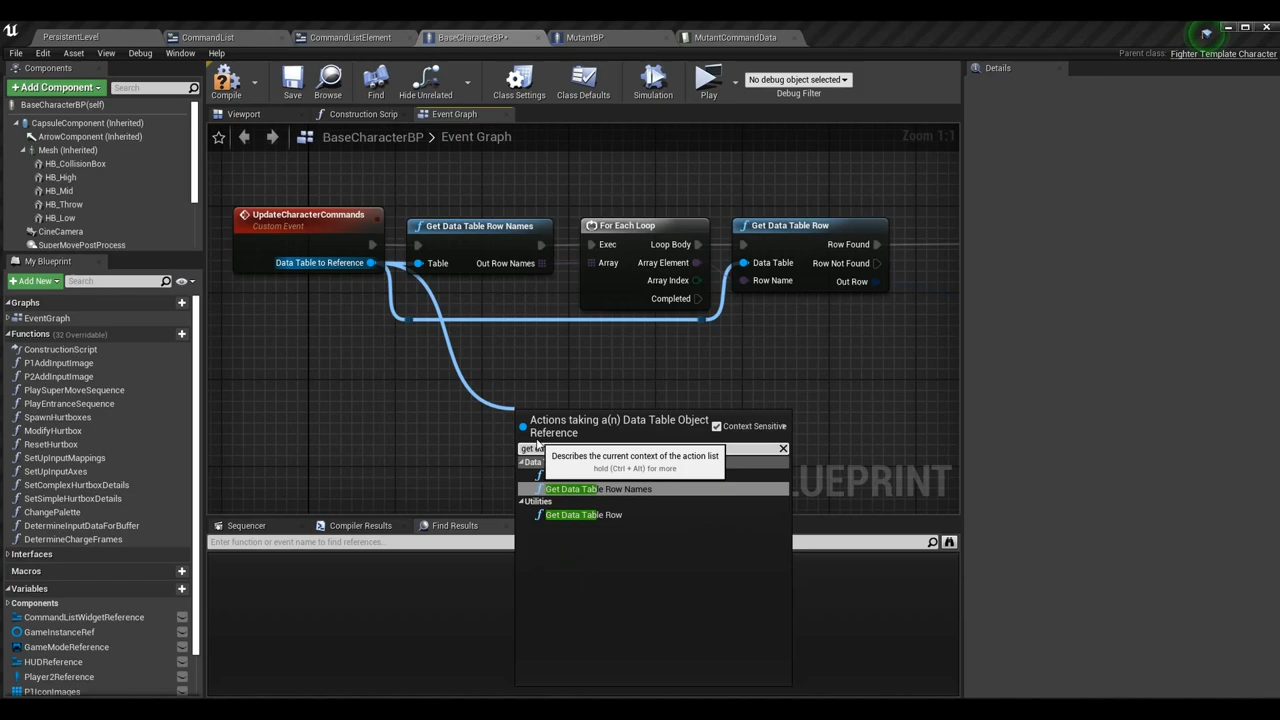 PersistentLevel
CommandList
CommandListElement
BaseCharacterBP*
MutantBP
MutantCommandData
File Edit Asset View Debug Window Help
Parent class: Fighter Template Character
Components
+Add Component
Search
BaseCharacterBP(self)
CapsuleComponent (Inherited)
ArrowComponent (Inherited)
Mesh (Inherited)
HB_CollisionBox
HB_High
HB_Mid
HB_Throw
HB_Low
CineCamera
SuperMovePostProcess
My Blueprint
+Add New
Search
Graphs
EventGraph
Functions (32 Overridable)
ConstructionScript
P1AddInputImage
P2AddInputImage
PlaySuperMoveSequence
PlayEntranceSequence
SpawnHurtboxes
ModifyHurtbox
ResetHurtbox
SetUpInputMappings
SetUpInputAxes
SetComplexHurtboxDetails
SetSimpleHurtboxDetails
ChangePalette
DetermineInputDataForBuffer
DetermineChargeFrames
Interfaces
Macros
Variables
Components
CommandListWidgetReference
GameInstanceRef
GameModeReference
HUDReference
Player2Reference
P1IconImages
Compile
Save
Browse
Find
Hide Unrelated
Class Settings
Class Defaults
Simulation
Play
No debug object selected
Debug Filter
Details
Viewport
Construction Scrip
Event Graph
BaseCharacterBP > Event Graph
Zoom 1:1
UpdateCharacterCommands
Custom Event
Data Table to Reference
Get Data Table Row Names
Table
Out Row Names
For Each Loop
Exec
Loop Body
Array
Array Element
Array Index
Completed
Get Data Table Row
Row Found
Data Table
Row Not Found
Row Name
Out Row
Actions taking a(n) Data Table Object
Reference
Context Sensitive
get
Describes the current context of the action list
hold (Ctrl + Alt) for more
Data
Get Data Table Row Names
Utilities
Get Data Table Row
LUEPRINT
Sequencer
Compiler Results
Find Results
Enter function or event name to find references...